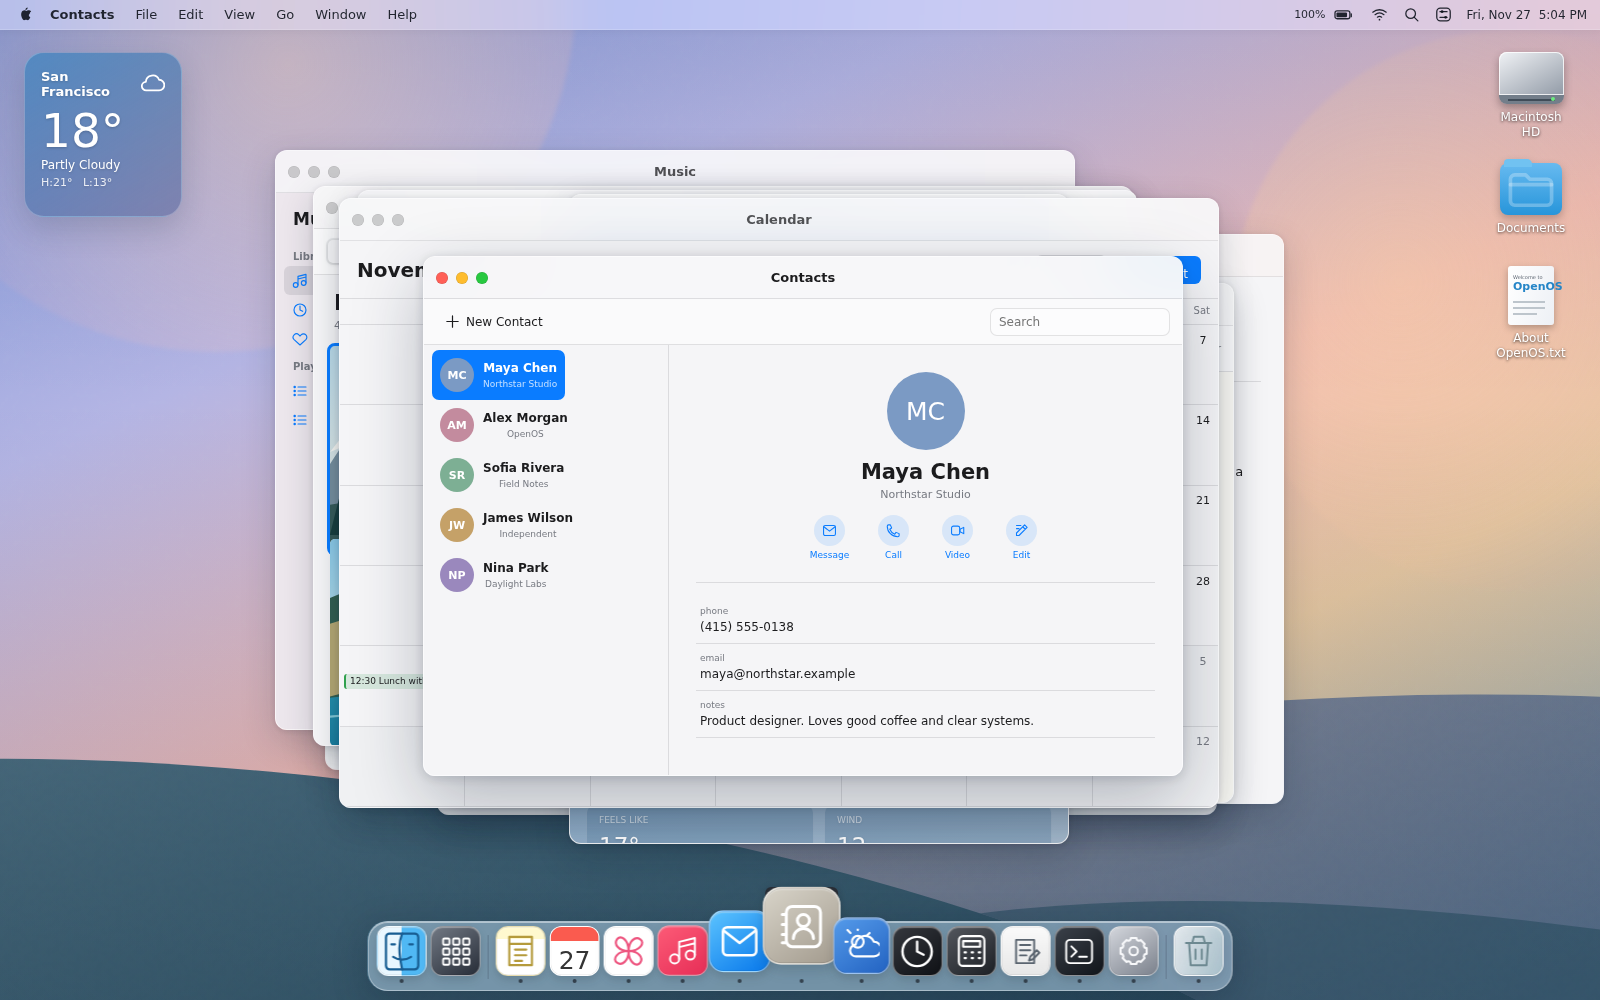 Contacts File Edit View Go Window Help
100% Fri, Nov 27 5:04 PM
San Francisco
18°
Partly Cloudy
H:21° L:13°
Macintosh HD
Documents
Welcome to
OpenOS
About OpenOS.txt
Music
Calendar
Sat
7
14
21
28
5
12
12:30 Lunch
Contacts
New Contact
Search
MC Maya Chen
Northstar Studio
AM Alex Morgan
OpenOS
SR Sofia Rivera
Field Notes
JW James Wilson
Independent
NP Nina Park
Daylight Labs
MC
Maya Chen
Northstar Studio
Message Call Video Edit
phone
(415) 555-0138
email
maya@northstar.example
notes
Product designer. Loves good coffee and clear systems.
FEELS LIKE WIND
17° 12
27